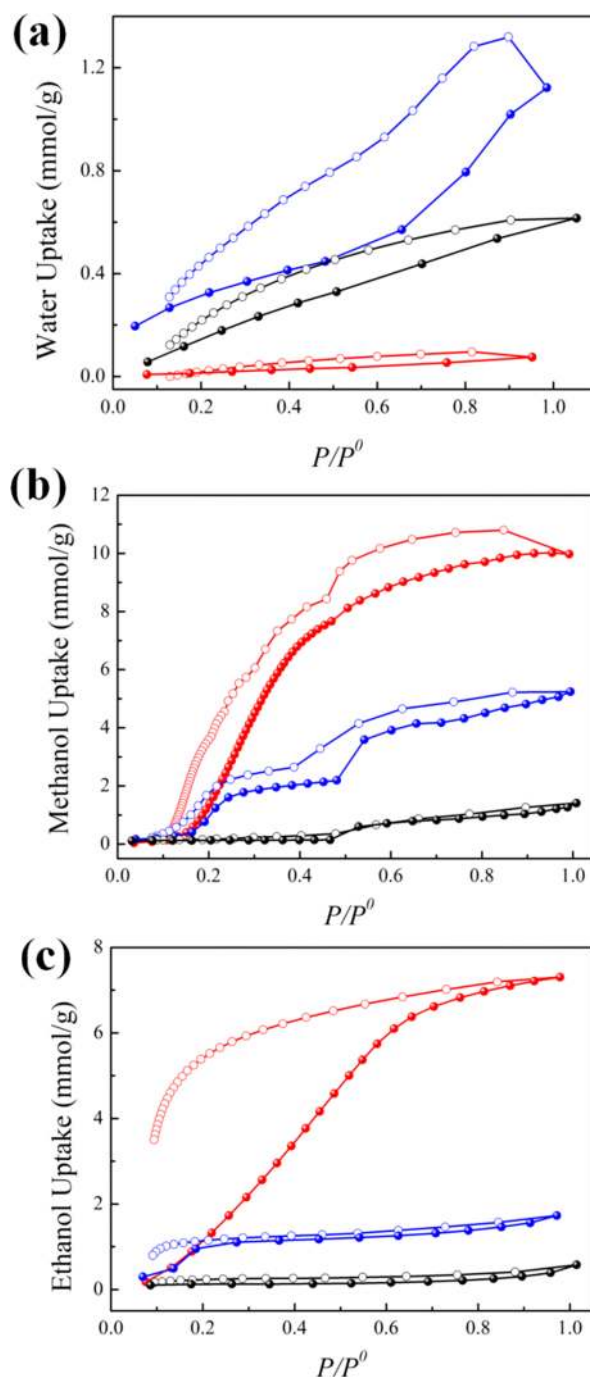 (a)
Water Uptake (mmol/g)
1.2
0.8
0.4
0.0
0.0 0.2 0.4 0.6 0.8 1.0
P/P⁰
(b)
Methanol Uptake (mmol/g)
12
10
8
6
4
2
0
0.0 0.2 0.4 0.6 0.8 1.0
P/P⁰
(c)
Ethanol Uptake (mmol/g)
8
6
4
2
0
0.0 0.2 0.4 0.6 0.8 1.0
P/P⁰